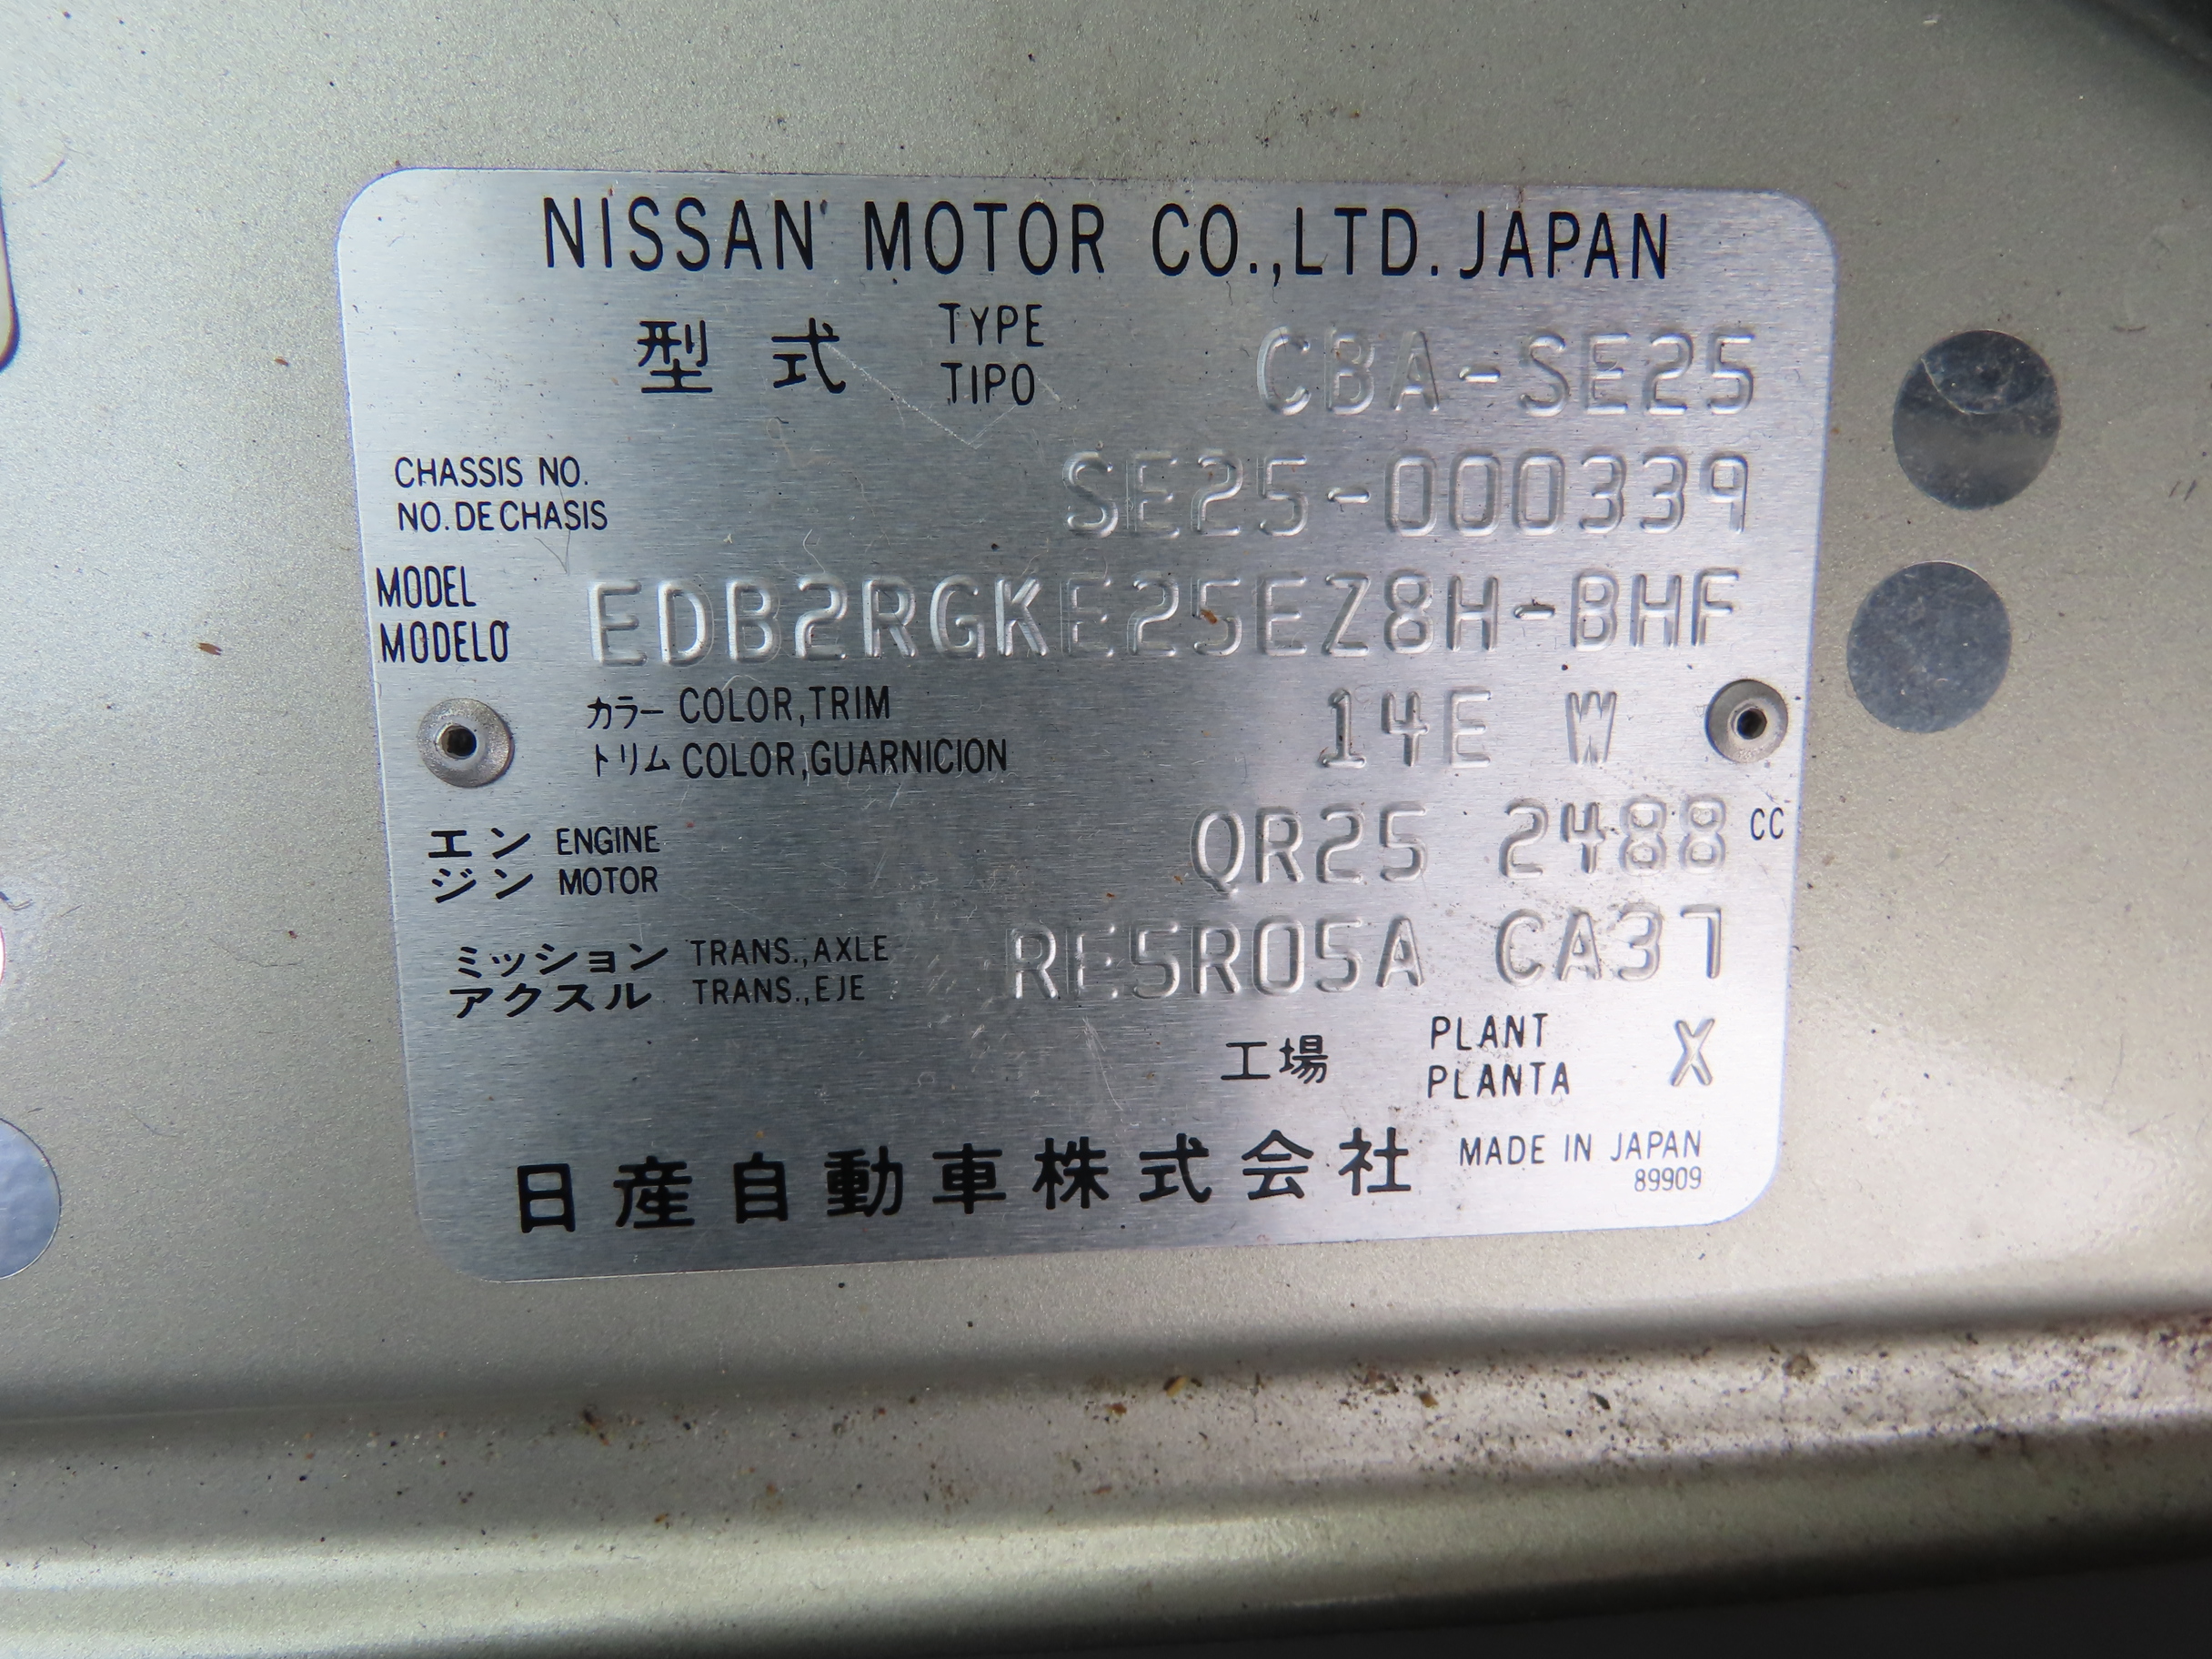 NISSAN MOTOR CO.,LTD. JAPAN
型式 TYPE TIPO CBA-SE25
CHASSIS NO. NO. DE CHASIS SE25-000339
MODEL MODELO EDB2RGKE25EZ8H-BHF
カラー COLOR,TRIM 14E W
トリム COLOR,GUARNICION
エンジン ENGINE MOTOR QR25 2488 CC
ミッション TRANS.,AXLE RE5R05A CA37
アクスル TRANS.,EJE
工場 PLANT PLANTA X
日産自動車株式会社 MADE IN JAPAN
89909